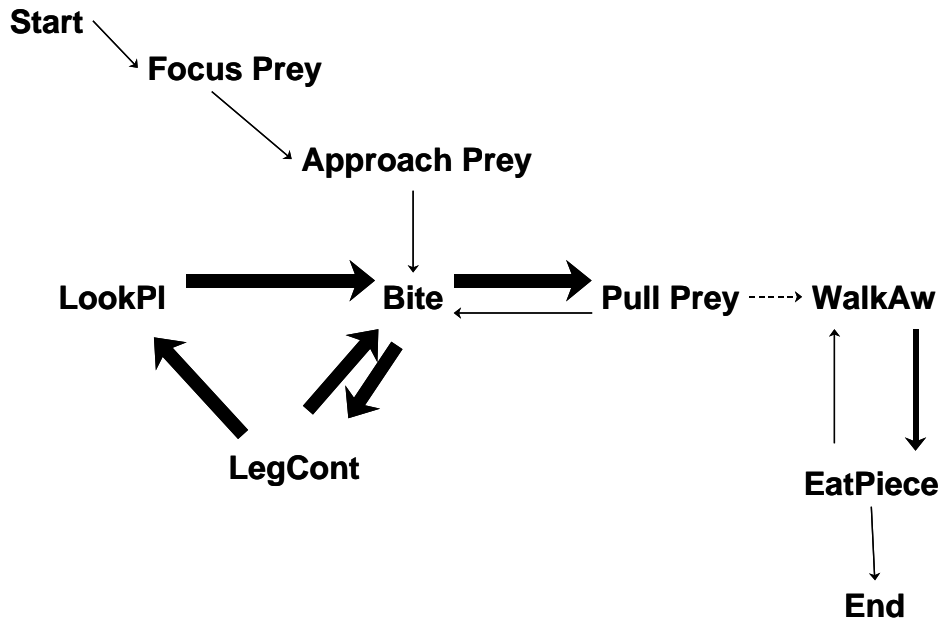 Start
Focus Prey
Approach Prey
LookPl
Bite
Pull Prey
WalkAw
LegCont
EatPiece
End